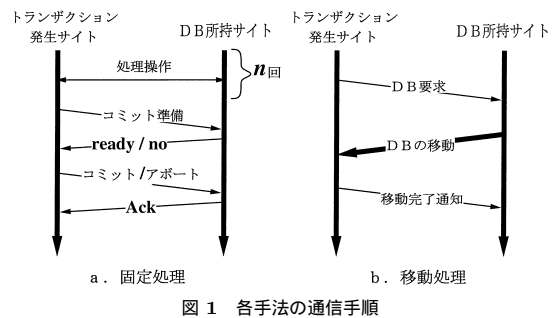 トランザクション
発生サイト
DB所持サイト
処理操作
n回
コミット準備
ready / no
コミット/アボート
Ack
a．固定処理
トランザクション
発生サイト
DB所持サイト
DB要求
DBの移動
移動完了通知
b．移動処理
図 1 各手法の通信手順